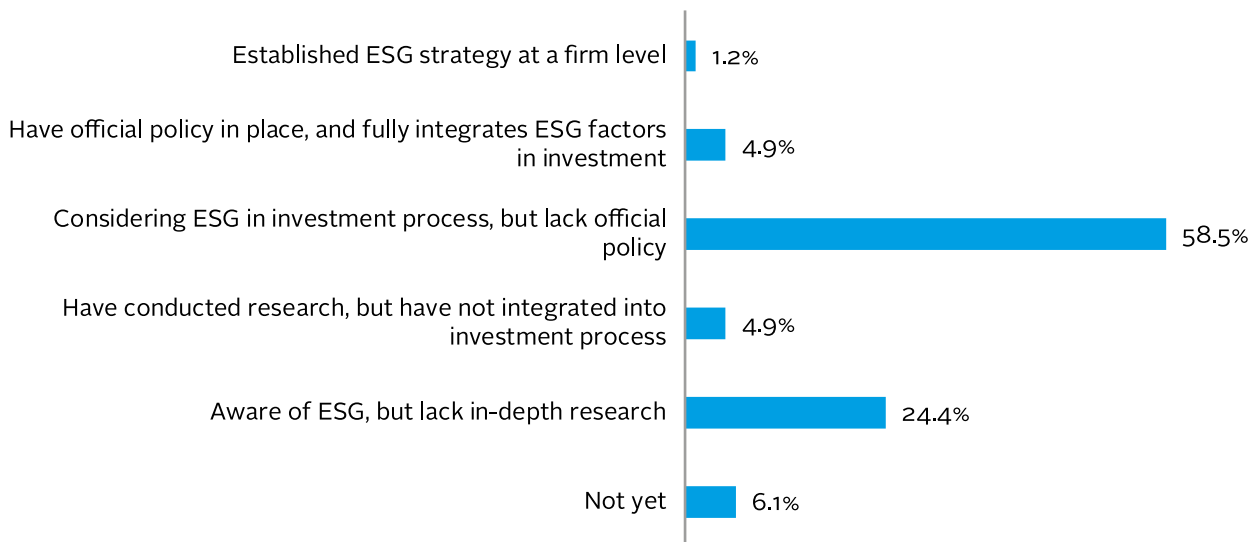 Established ESG strategy at a firm level
1.2%
Have official policy in place, and fully integrates ESG factors
in investment
4.9%
Considering ESG in investment process, but lack official
policy
58.5%
Have conducted research, but have not integrated into
investment process
4.9%
Aware of ESG, but lack in-depth research
24.4%
Not yet
6.1%